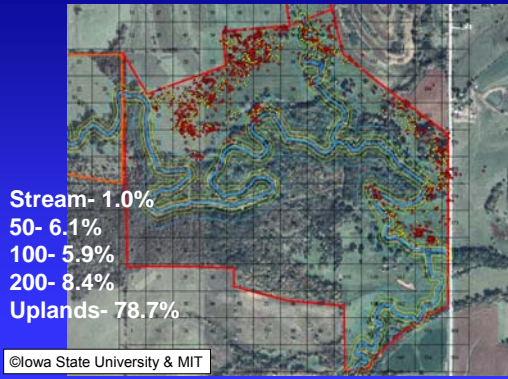 Stream- 1.0%
50- 6.1%
100- 5.9%
200- 8.4%
Uplands- 78.7%
©Iowa State University & MIT